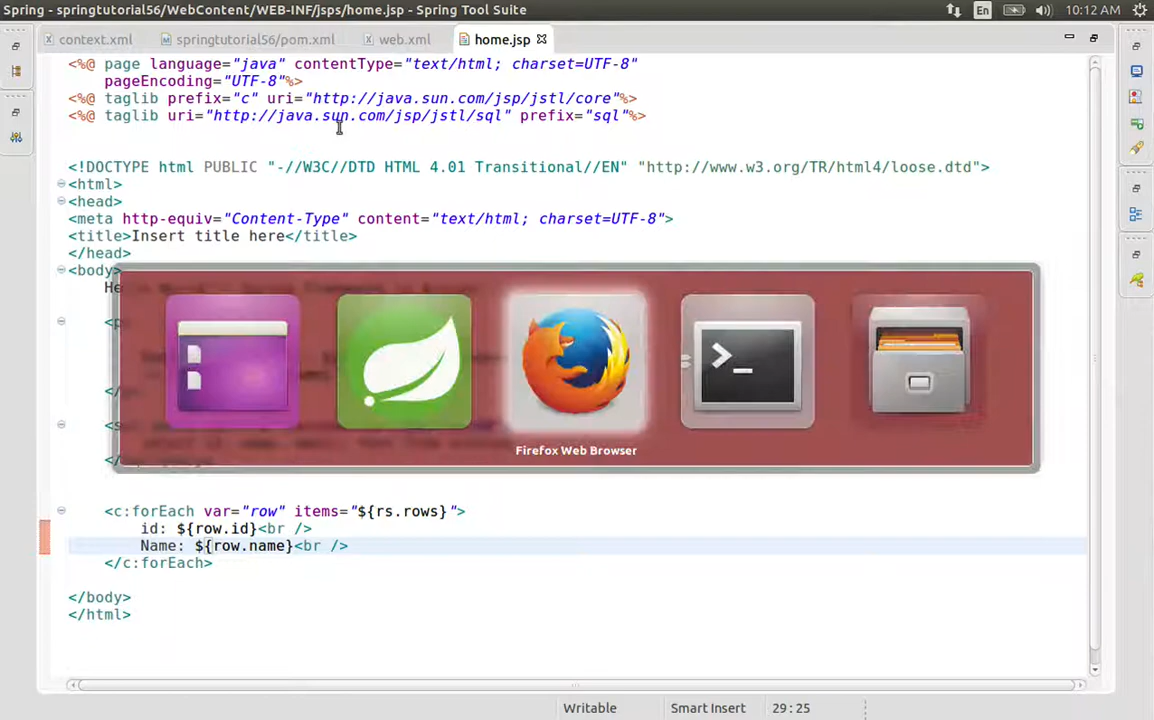 Spring - springtutorial56/WebContent/WEB-INF/jsps/home.jsp - Spring Tool Suite
En
10:12 AM
context.xml
springtutorial56/pom.xml
web.xml
home.jsp
<%@ page language="java" contentType="text/html; charset=UTF-8"
pageEncoding="UTF-8"%>
<%@ taglib prefix="c" uri="http://java.sun.com/jsp/jstl/core"%>
<%@ taglib uri="http://java.sun.com/jsp/jstl/sql" prefix="sql"%>
<!DOCTYPE html PUBLIC "-//W3C//DTD HTML 4.01 Transitional//EN" "http://www.w3.org/TR/html4/loose.dtd">
<html>
<head>
<meta http-equiv="Content-Type" content="text/html; charset=UTF-8">
<title>Insert title here</title>
</head>
<body>
Firefox Web Browser
<c:forEach var="row" items="${rs.rows}">
id: ${row.id}<br />
Name: ${row.name}<br />
</c:forEach>
</body>
</html>
Writable
Smart Insert
29 : 25